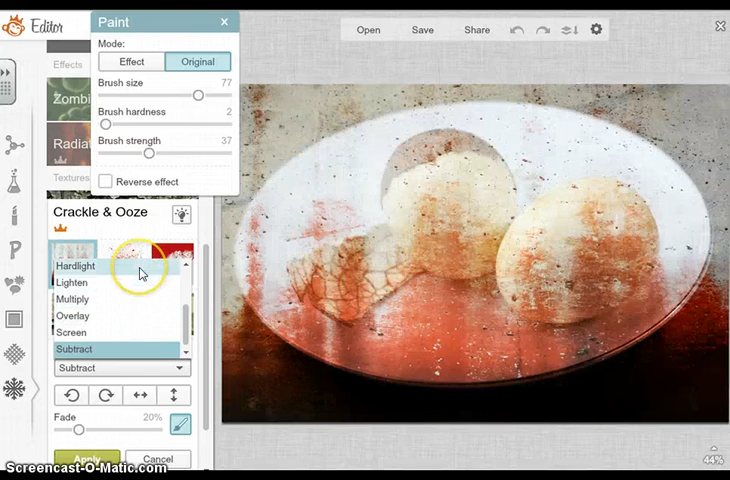 Editor
Paint
x
Open
Save
Share
Mode:
Effect
Original
Effects
Brush size
77
Zombi
Brush hardness
2
Radia
Brush strength
37
Textures
Reverse effect
Crackle & Ooze
Hardlight
Lighten
Multiply
Overlay
Screen
Subtract
Subtract
Fade
20%
Apply
Cancel
Screencast-O-Matic.com
44%